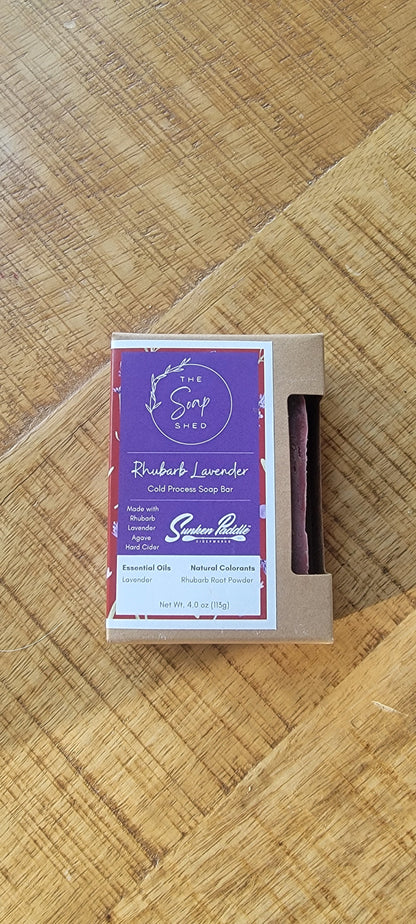 THE
Soap
SHED
Rhubarb Lavender
Cold Process Soap Bar
Made with
Rhubarb
Lavender
Agave
Hard Cider
Sunken Paddle
CIDERWORKS
Essential Oils
Lavender
Natural Colorants
Rhubarb Root Powder
Net Wt. 4.0 oz (113g)